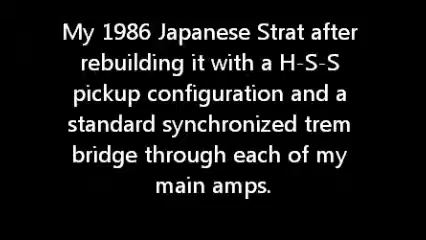 My 1986 Japanese Strat after
rebuilding it with a H-S-S
pickup configuration and a
standard synchronized trem
bridge through each of my
main amps.